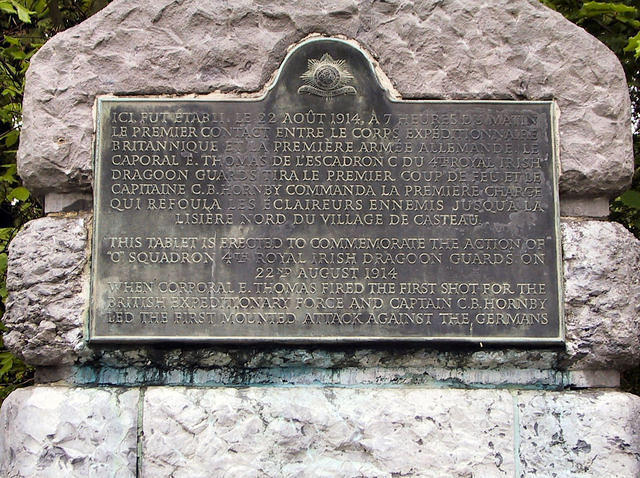 ICI FUT ÉTABLI, LE 22 AOÛT 1914, À 7 HEURES DU MATIN
LE PREMIER CONTACT ENTRE LE CORPS EXPÉDITIONNAIRE
BRITANNIQUE ET LA PREMIÈRE ARMÉE ALLEMANDE. LE
CAPORAL E. THOMAS DE L'ESCADRON C DU 4TH ROYAL IRISH
DRAGOON GUARDS TIRA LE PREMIER COUP DE FEU ET LE
CAPITAINE C.B. HORNBY COMMANDA LA PREMIÈRE CHARGE
QUI REFOULA LES ÉCLAIREURS ENNEMIS JUSQU'À LA
LISIÈRE NORD DU VILLAGE DE CASTEAU.
THIS TABLET IS ERECTED TO COMMEMORATE THE ACTION OF
"C" SQUADRON 4TH ROYAL IRISH DRAGOON GUARDS ON
22ND AUGUST 1914
WHEN CORPORAL E. THOMAS FIRED THE FIRST SHOT FOR THE
BRITISH EXPEDITIONARY FORCE AND CAPTAIN C.B. HORNBY
LED THE FIRST MOUNTED ATTACK AGAINST THE GERMANS